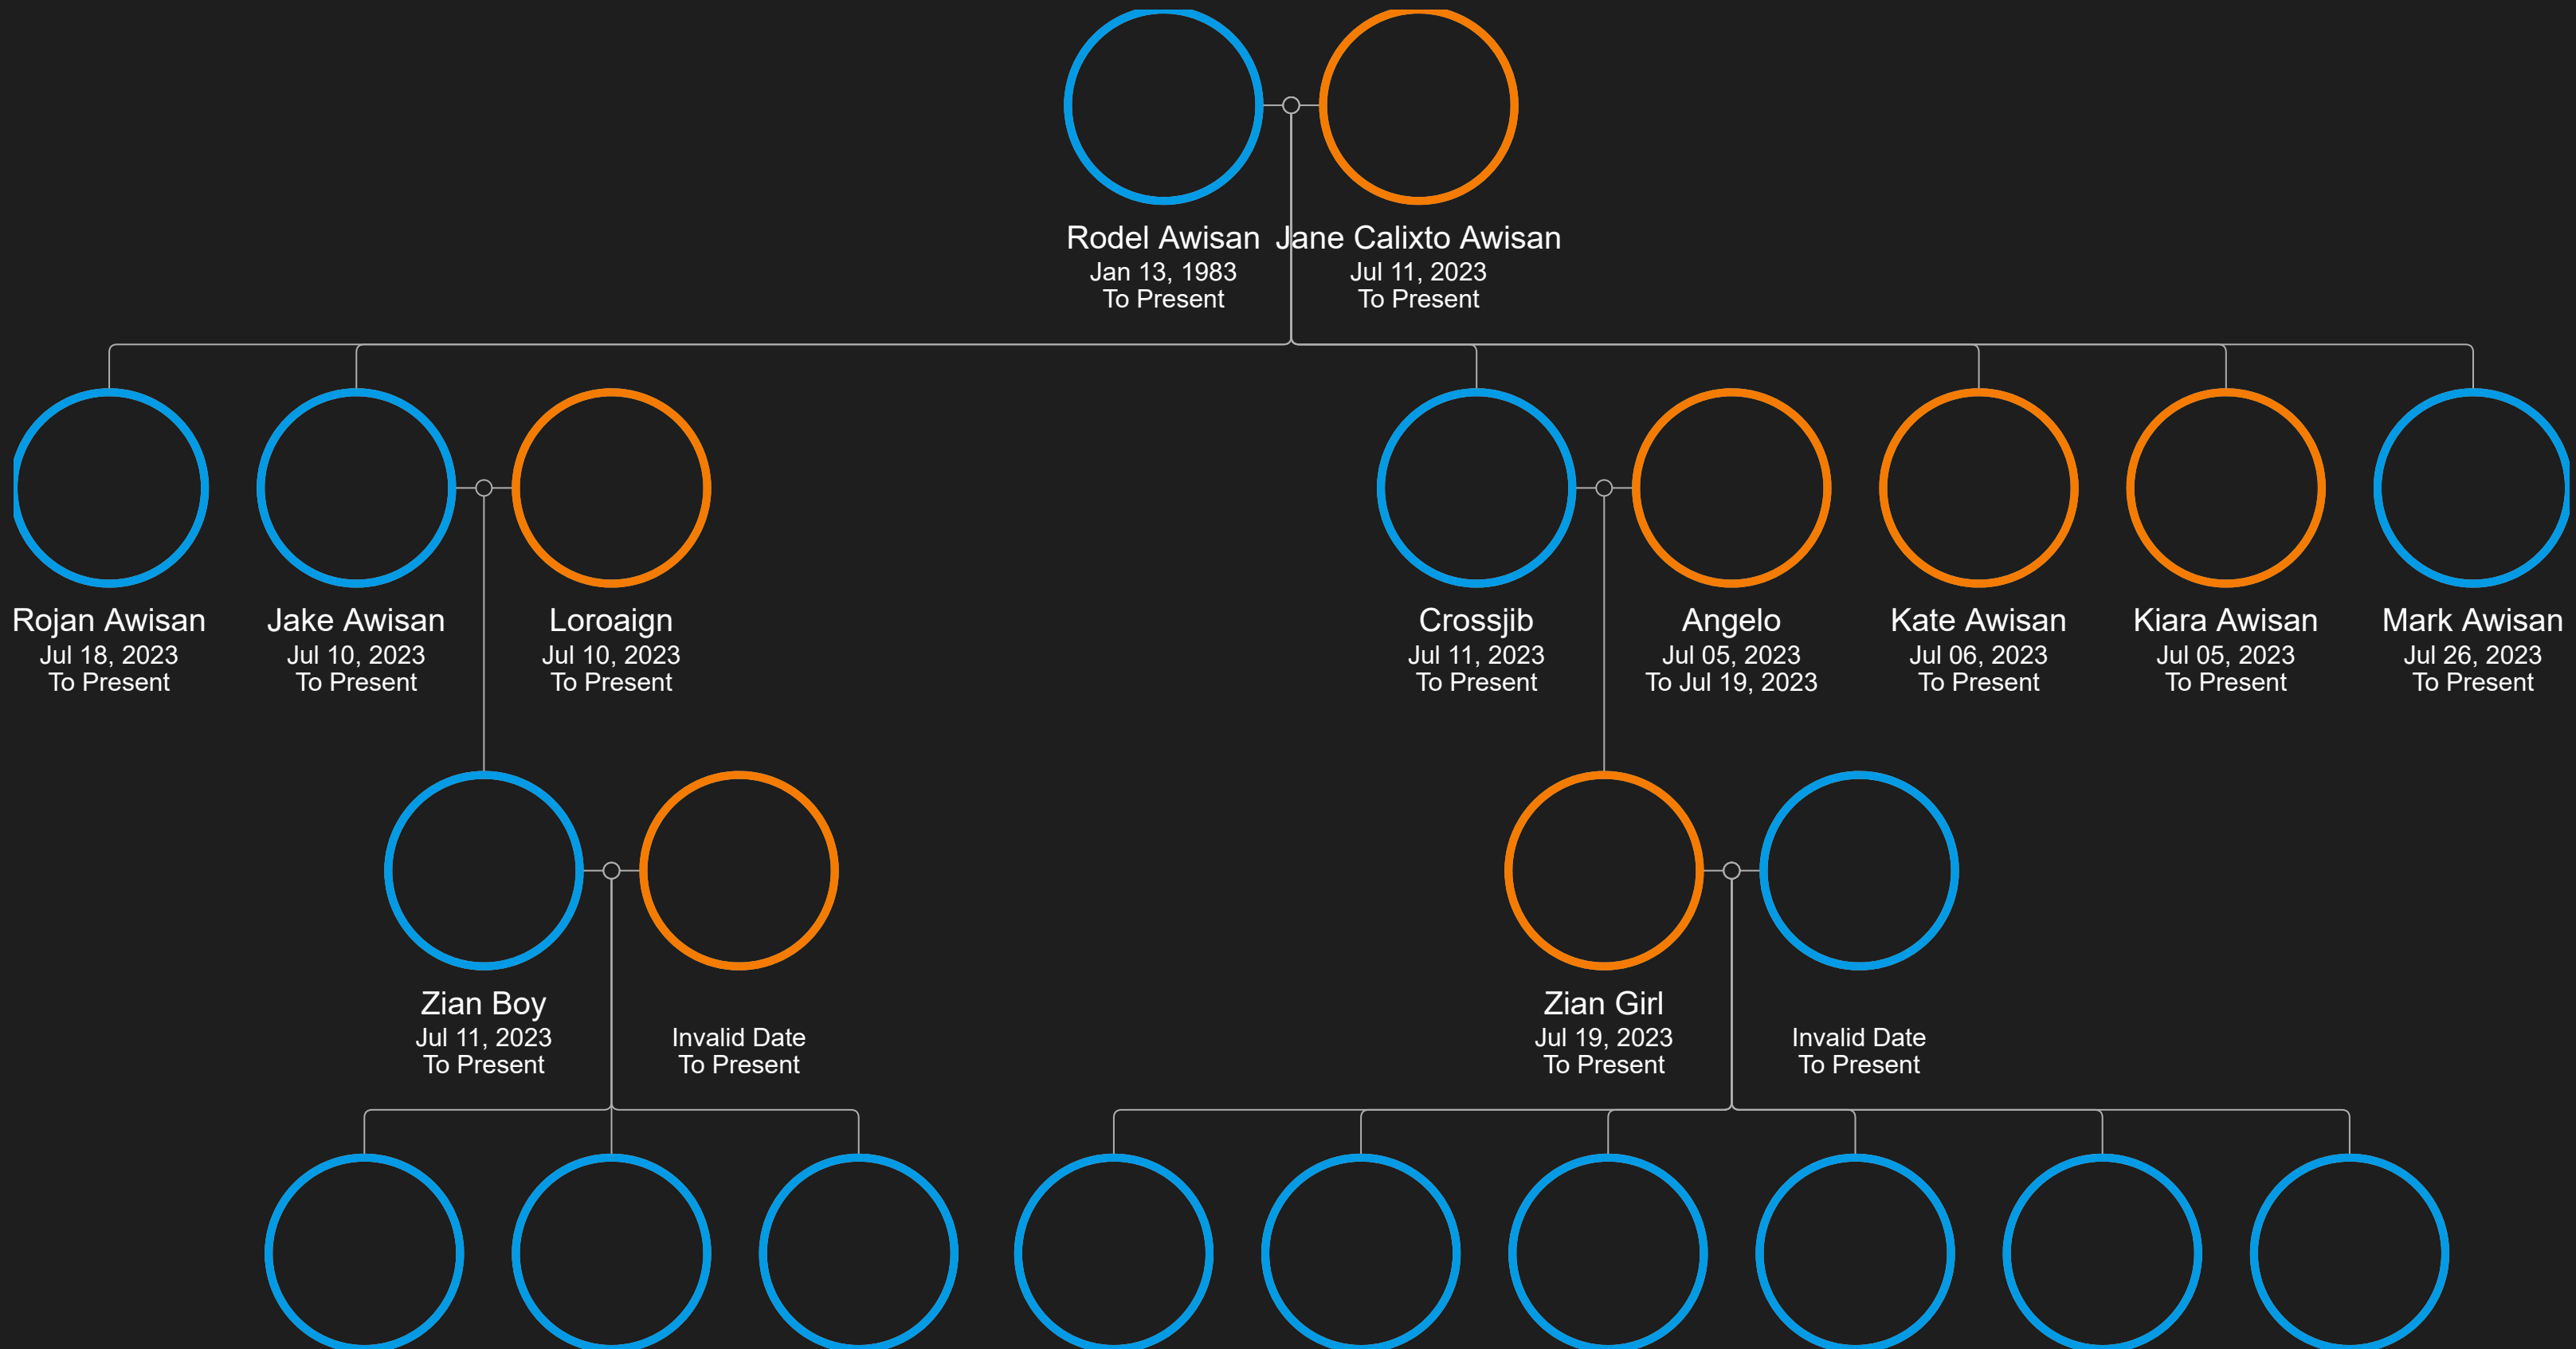 Rodel Awisan
Jan 13, 1983
To Present
Jane Calixto Awisan
Jul 11, 2023
To Present
Rojan Awisan
Jul 18, 2023
To Present
Jake Awisan
Jul 10, 2023
To Present
Loroaign
Jul 10, 2023
To Present
Crossjib
Jul 11, 2023
To Present
Angelo
Jul 05, 2023
To Jul 19, 2023
Kate Awisan
Jul 06, 2023
To Present
Kiara Awisan
Jul 05, 2023
To Present
Mark Awisan
Jul 26, 2023
To Present
Zian Boy
Jul 11, 2023
To Present
Invalid Date
To Present
Zian Girl
Jul 19, 2023
To Present
Invalid Date
To Present